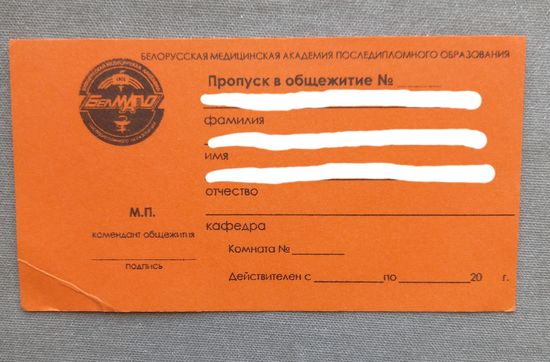 БЕЛОРУССКАЯ МЕДИЦИНСКАЯ АКАДЕМИЯ ПОСЛЕДИПЛОМНОГО ОБРАЗОВАНИЯ
БЕЛМАПО
Пропуск в общежитие №
фамилия
имя
отчество
М.П.
кафедра
комендант общежития
Комната №
подпись
Действителен с по 20 г.